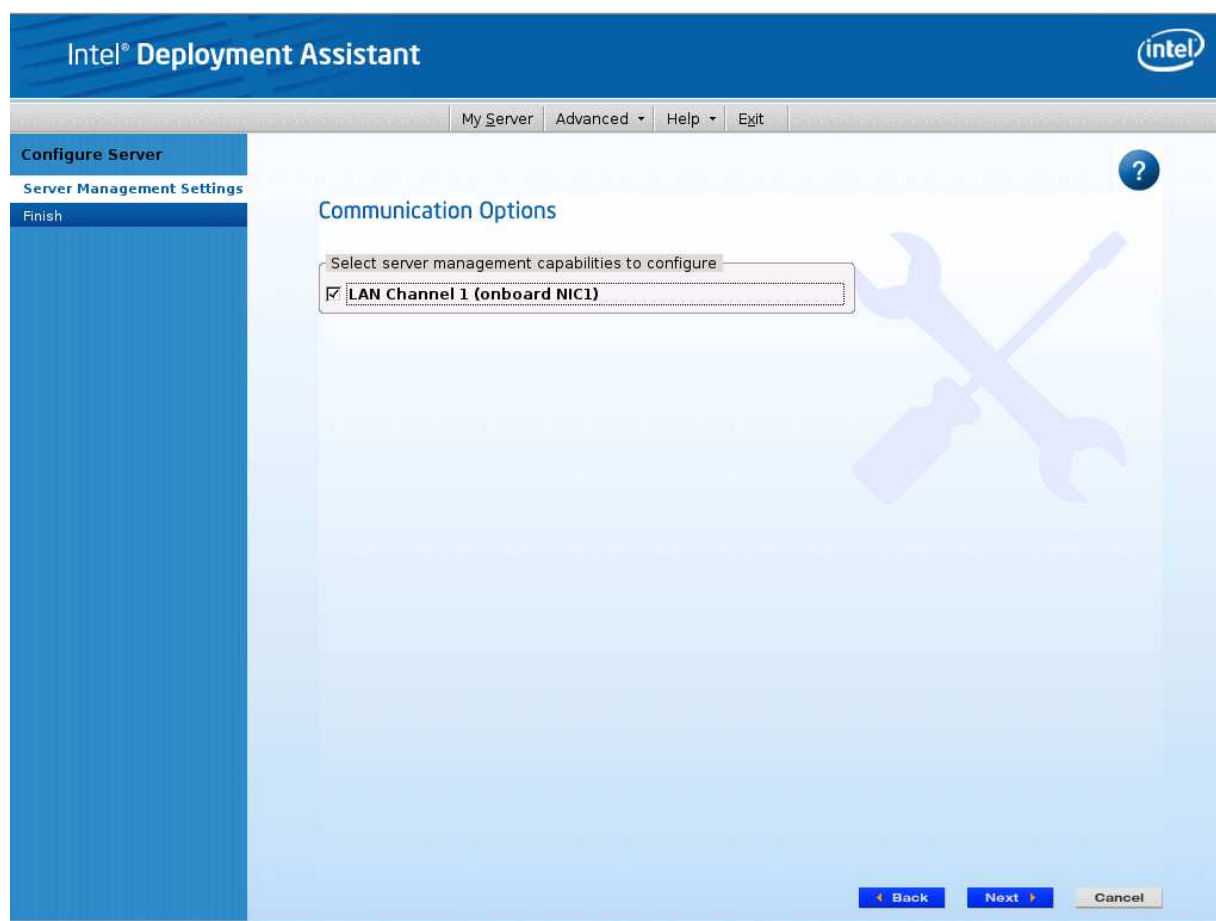 Intel® Deployment Assistant
intel
My Server Advanced Help Exit
Configure Server
Server Management Settings
Finish
?
Communication Options
Select server management capabilities to configure
LAN Channel 1 (onboard NIC1)
Back Next Cancel